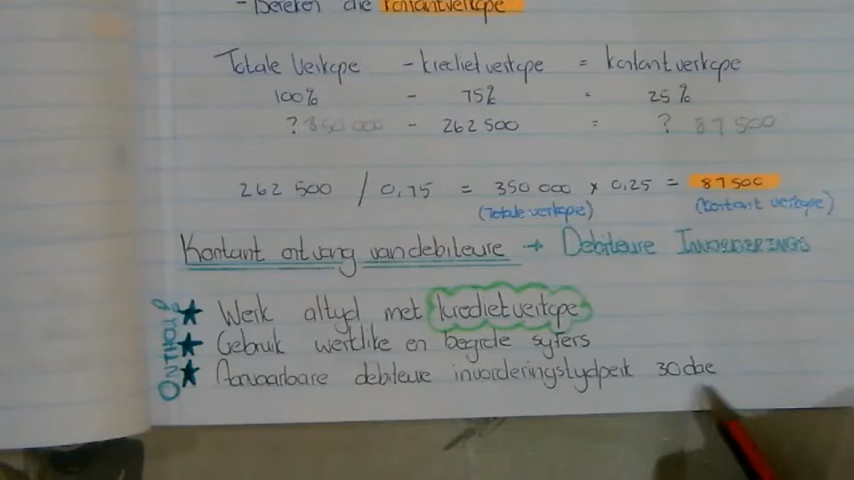 - Bereken die kontantverkope
Totale Verkope - kredietverkope = kontantverkope
100% - 75% = 25%
? 350 000 - 262 500 = ? 87 500
262 500 / 0,75 = 350 000 x 0,25 = 87 500
(Totale verkope) (kontant verkope)
Kontant ontvang van debiteure → Debiteure INVORDERINGS
ONTHOU!
★ Werk altyd met kredietverkope
★ Gebruik werklike en begrote syfers
★ Aanvaarbare debiteure invorderingstydperk 30 dae